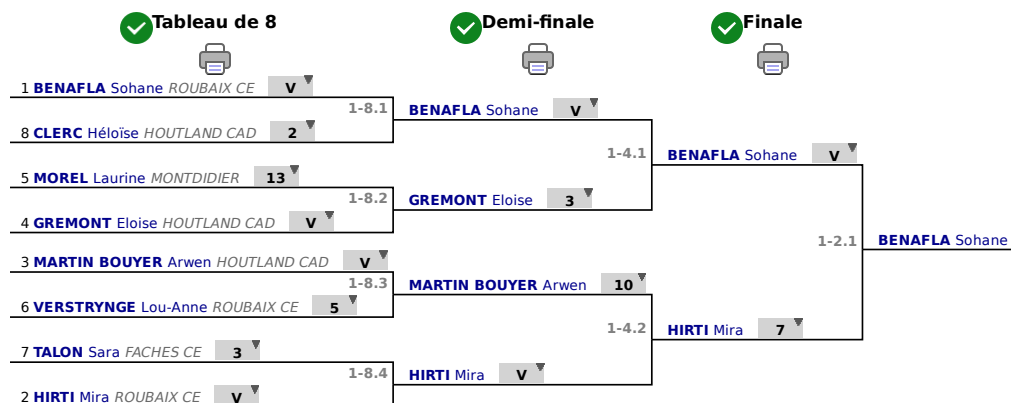 Tableau de 8 Demi-finale Finale
1 BENAFLA Sohane ROUBAIX CE V
1-8.1
8 CLERC Héloïse HOUTLAND CAD 2
5 MOREL Laurine MONTDIDIER 13
1-8.2
4 GREMONT Eloise HOUTLAND CAD V
3 MARTIN BOUYER Arwen HOUTLAND CAD V
1-8.3
6 VERSTRYNGE Lou-Anne ROUBAIX CE 5
7 TALON Sara FACHES CE 3
1-8.4
2 HIRTI Mira ROUBAIX CE V
BENAFLA Sohane V
1-4.1
GREMONT Eloise 3
MARTIN BOUYER Arwen 10
1-4.2
HIRTI Mira V
BENAFLA Sohane V
1-2.1
HIRTI Mira 7
BENAFLA Sohane